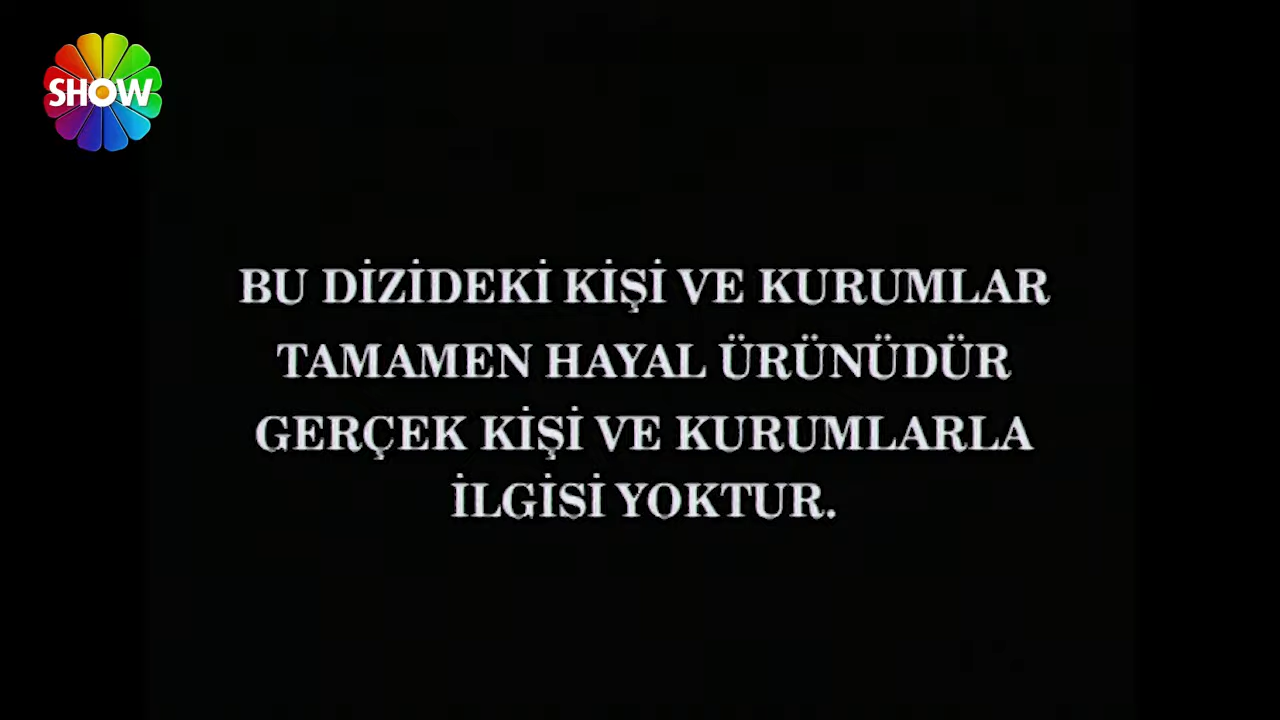 SHOW
BU DİZİDEKİ KİŞİ VE KURUMLAR
TAMAMEN HAYAL ÜRÜNÜDÜR
GERÇEK KİŞİ VE KURUMLARLA
İLGİSİ YOKTUR.